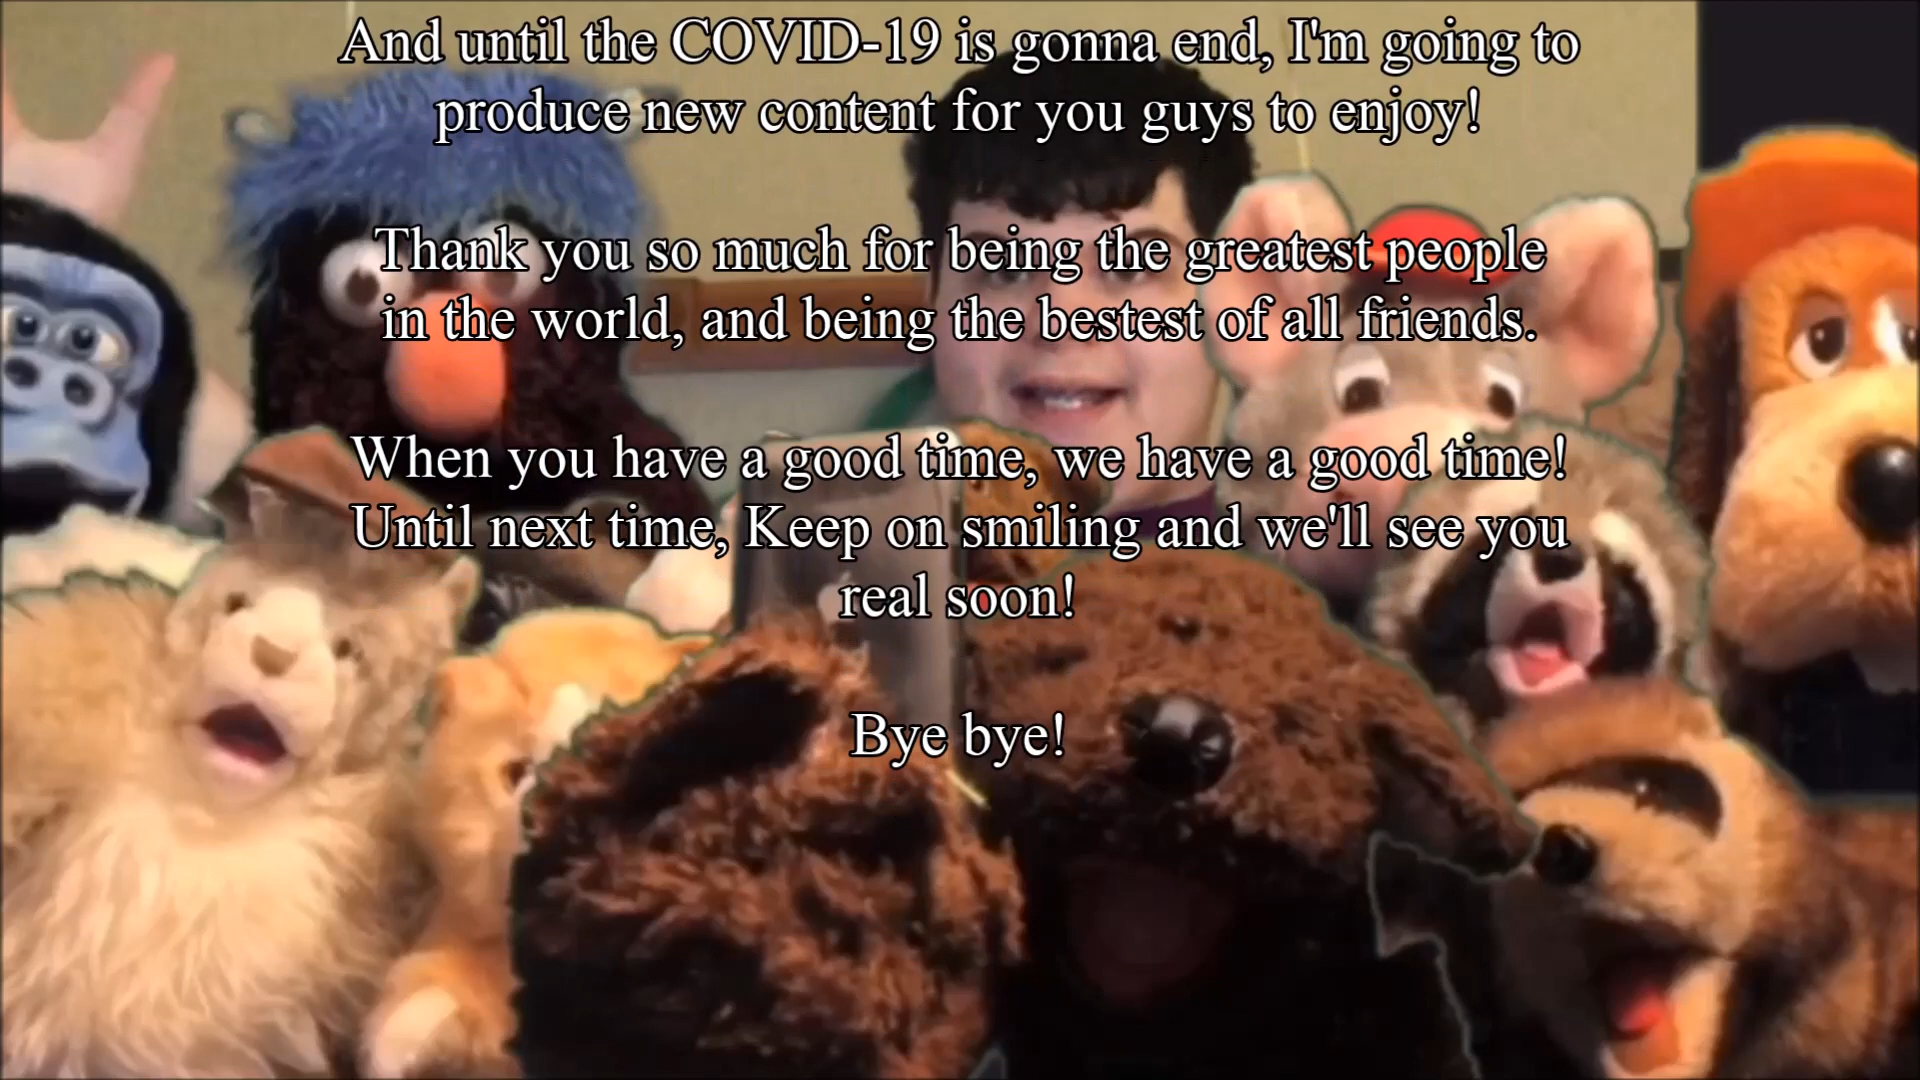 And until the COVID-19 is gonna end, I'm going to
produce new content for you guys to enjoy!
Thank you so much for being the greatest people
in the world, and being the bestest of all friends.
When you have a good time, we have a good time!
Until next time, Keep on smiling and we'll see you
real soon!
Bye bye!